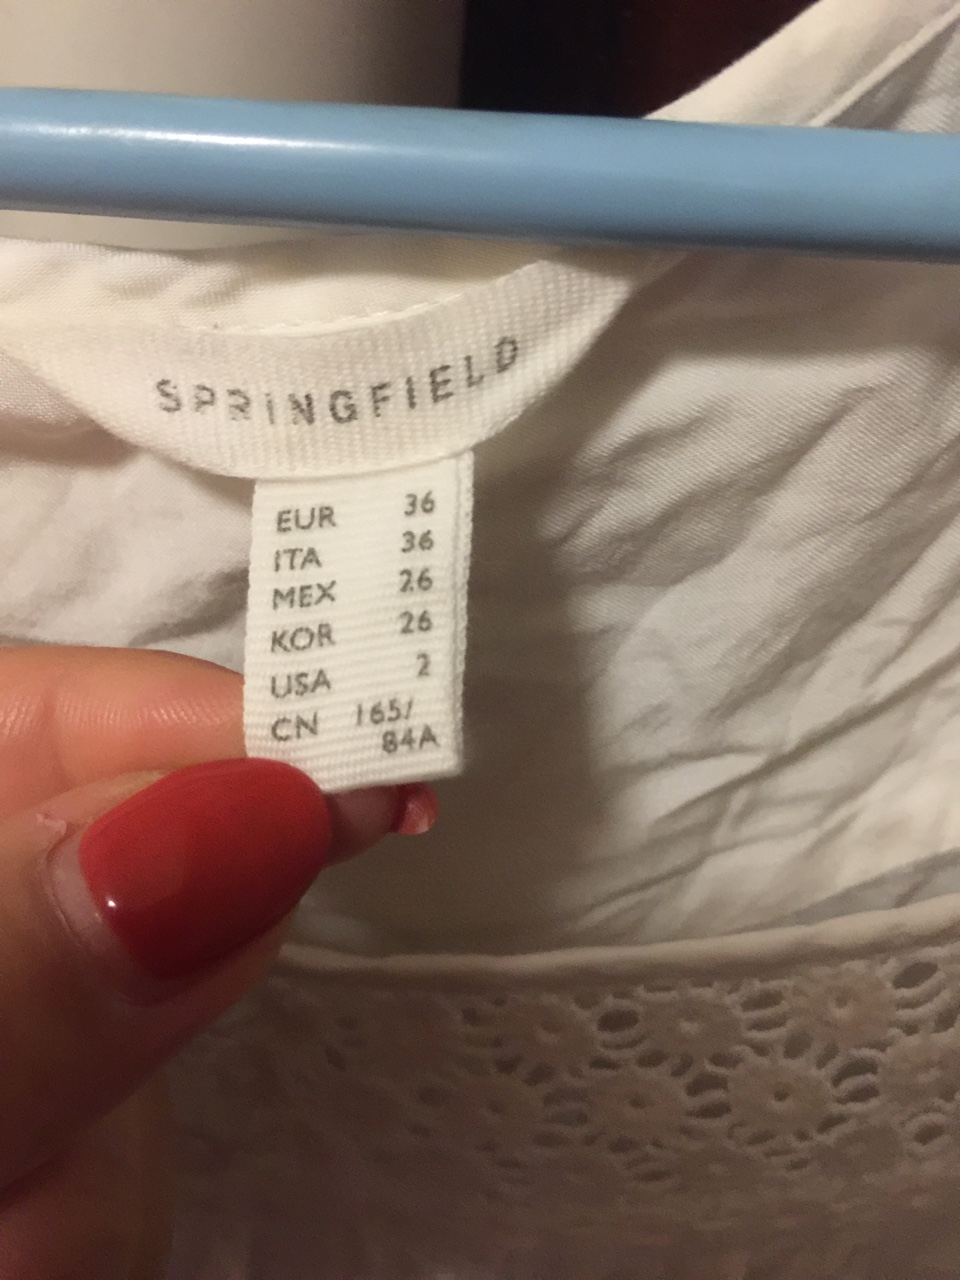 SPRINGFIELD
EUR 36
ITA 36
MEX 26
KOR 26
USA 2
CN 165/
84A